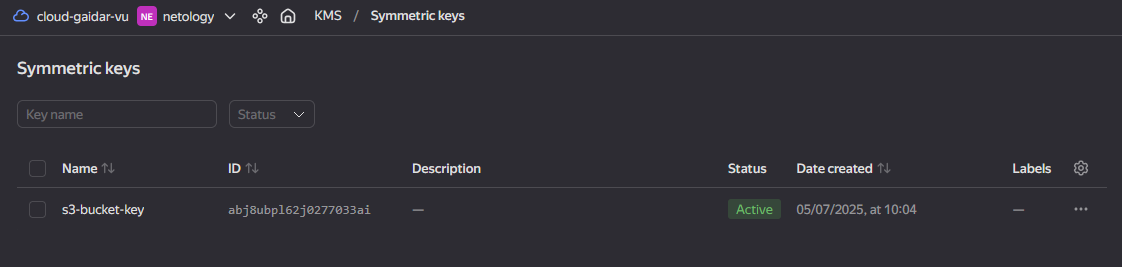 cloud-gaidar-vu NE netology KMS / Symmetric keys
Symmetric keys
Key name Status
Name ID Description Status Date created Labels
s3-bucket-key abj8ubpl62j0277033ai — Active 05/07/2025, at 10:04 —